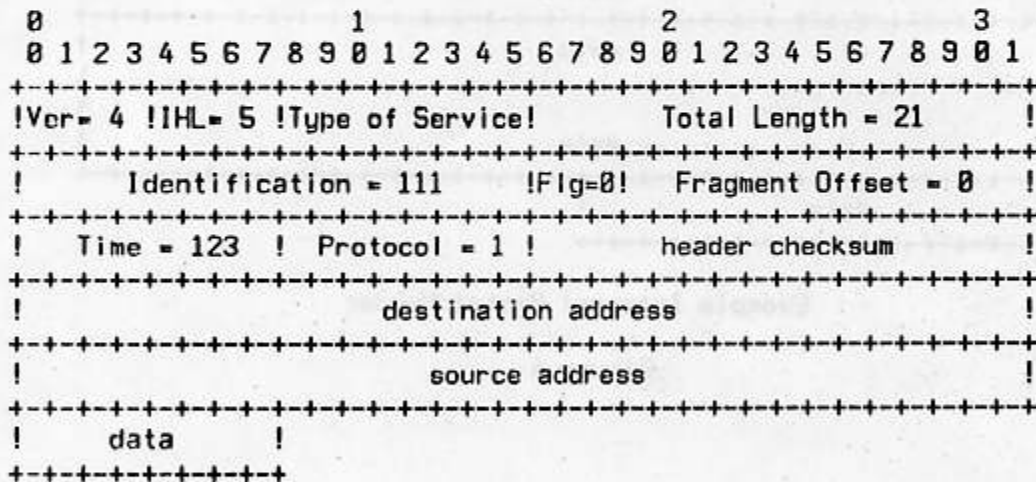 0                   1                   2                   3
0 1 2 3 4 5 6 7 8 9 0 1 2 3 4 5 6 7 8 9 0 1 2 3 4 5 6 7 8 9 0 1
+-+-+-+-+-+-+-+-+-+-+-+-+-+-+-+-+-+-+-+-+-+-+-+-+-+-+-+-+-+-+-+-+
!Ver= 4 !IHL= 5 !Type of Service!        Total Length = 21      !
+-+-+-+-+-+-+-+-+-+-+-+-+-+-+-+-+-+-+-+-+-+-+-+-+-+-+-+-+-+-+-+-+
!      Identification = 111     !Flg=0!   Fragment Offset = 0   !
+-+-+-+-+-+-+-+-+-+-+-+-+-+-+-+-+-+-+-+-+-+-+-+-+-+-+-+-+-+-+-+-+
!   Time = 123  !  Protocol = 1 !        header checksum        !
+-+-+-+-+-+-+-+-+-+-+-+-+-+-+-+-+-+-+-+-+-+-+-+-+-+-+-+-+-+-+-+-+
!                      destination address                      !
+-+-+-+-+-+-+-+-+-+-+-+-+-+-+-+-+-+-+-+-+-+-+-+-+-+-+-+-+-+-+-+-+
!                         source address                        !
+-+-+-+-+-+-+-+-+-+-+-+-+-+-+-+-+-+-+-+-+-+-+-+-+-+-+-+-+-+-+-+-+
!     data      !
+-+-+-+-+-+-+-+-+